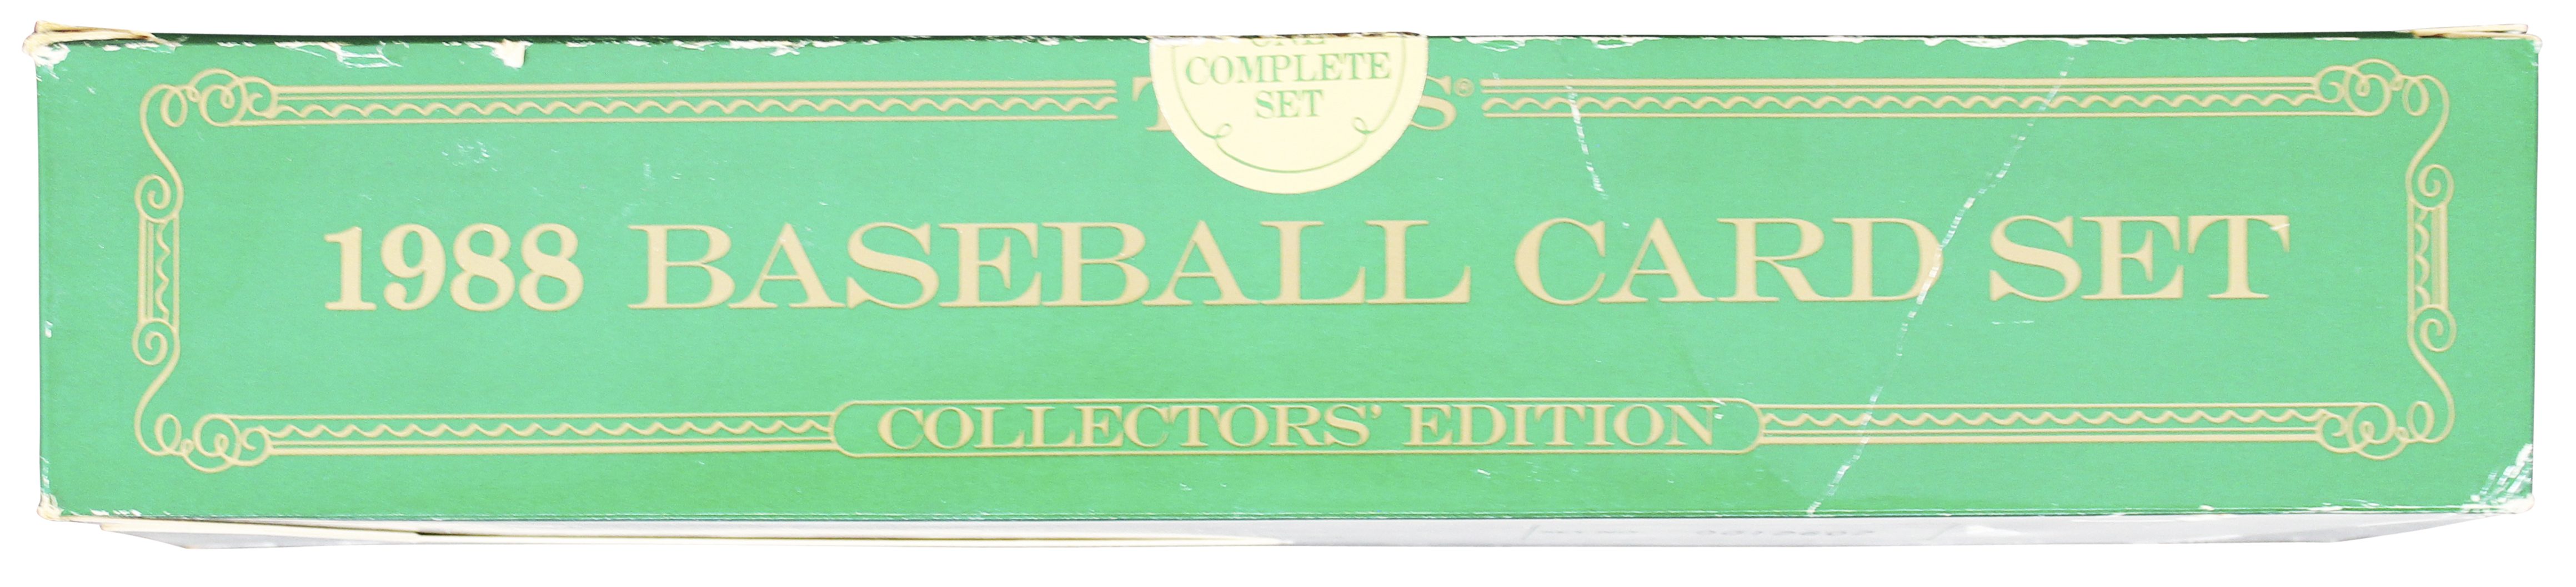 COMPLETE
SET
1988 BASEBALL CARD SET
COLLECTORS' EDITION